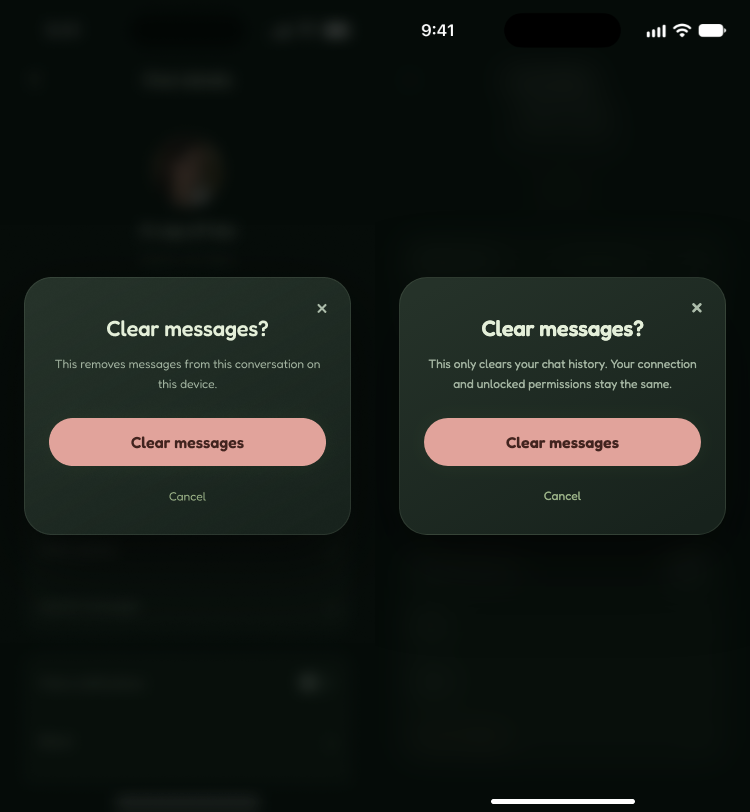 9:41
Clear messages?
This removes messages from this conversation on
this device.
Clear messages
Cancel
Clear messages?
This only clears your chat history. Your connection
and unlocked permissions stay the same.
Clear messages
Cancel